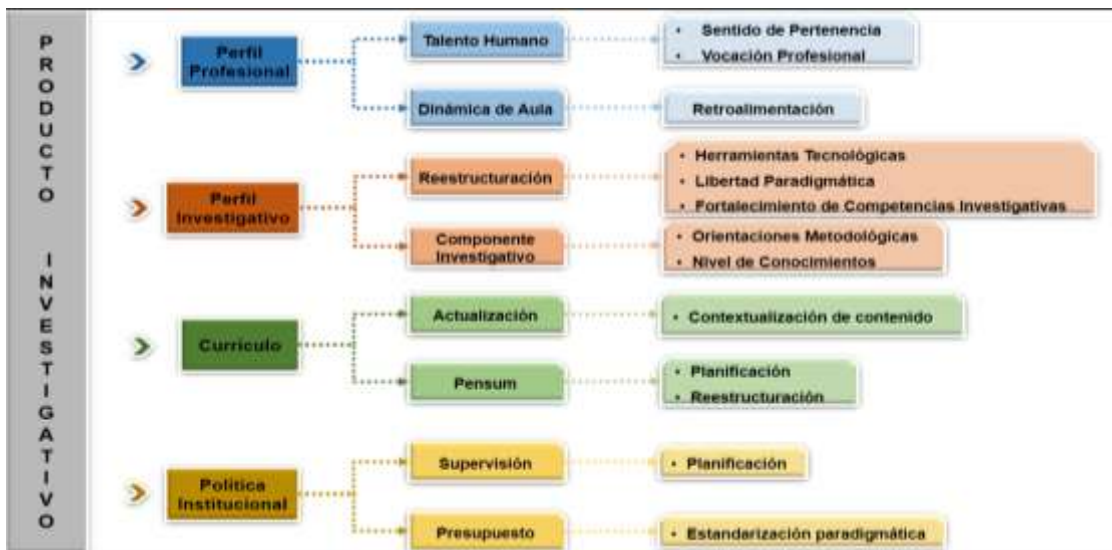 PRODUCTO INVESTIGATIVO
Perfil
Profesional
Talento Humano
• Sentido de Pertenencia
• Vocación Profesional
Dinámica de Aula
Retroalimentación
Perfil
Investigativo
Reestructuración
• Herramientas Tecnológicas
• Libertad Paradigmática
• Fortalecimiento de Competencias Investigativas
Componente
Investigativo
• Orientaciones Metodológicas
• Nivel de Conocimientos
Currículo
Actualización
• Contextualización de contenido
Pensum
• Planificación
• Reestructuración
Política
Institucional
Supervisión
• Planificación
Presupuesto
• Estandarización paradigmática